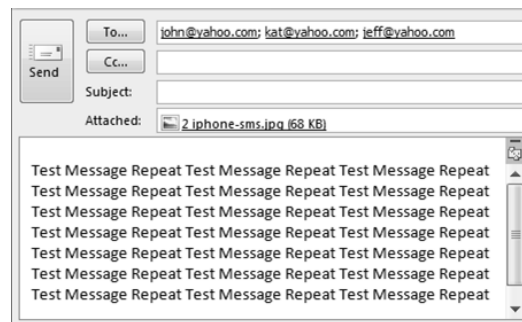 To... john@yahoo.com; kat@yahoo.com; jeff@yahoo.com
Cc...
Send
Subject:
Attached: 2 iphone-sms.jpg (68 KB)
Test Message Repeat Test Message Repeat Test Message Repeat
Test Message Repeat Test Message Repeat Test Message Repeat
Test Message Repeat Test Message Repeat Test Message Repeat
Test Message Repeat Test Message Repeat Test Message Repeat
Test Message Repeat Test Message Repeat Test Message Repeat
Test Message Repeat Test Message Repeat Test Message Repeat
Test Message Repeat Test Message Repeat Test Message Repeat